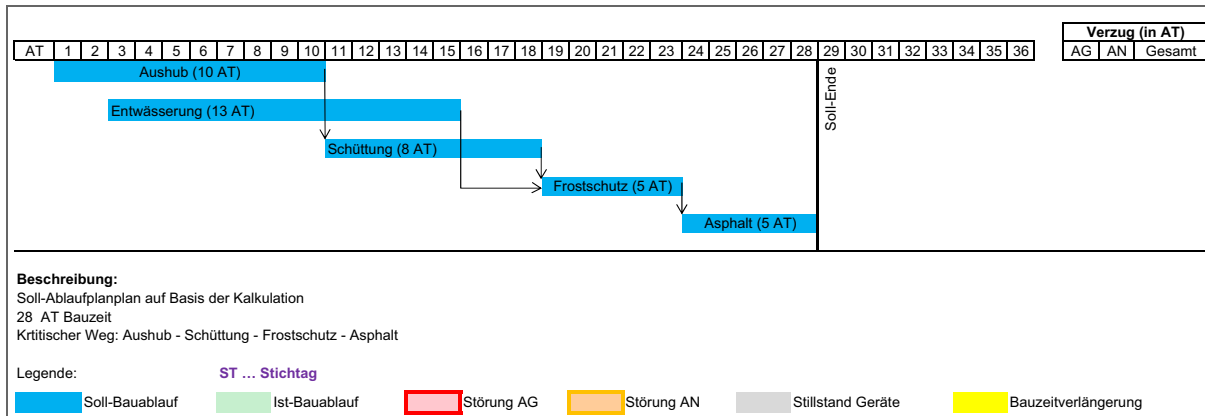 Verzug (in AT)
AT 1 2 3 4 5 6 7 8 9 10 11 12 13 14 15 16 17 18 19 20 21 22 23 24 25 26 27 28 29 30 31 32 33 34 35 36 AG AN Gesamt
Aushub (10 AT)
Soll-Ende
Entwässerung (13 AT)
Schüttung (8 AT)
Frostschutz (5 AT)
Asphalt (5 AT)
Beschreibung:
Soll-Ablaufplanplan auf Basis der Kalkulation
28 AT Bauzeit
Krtitischer Weg: Aushub - Schüttung - Frostschutz - Asphalt
Legende: ST ... Stichtag
Soll-Bauablauf Ist-Bauablauf Störung AG Störung AN Stillstand Geräte Bauzeitverlängerung